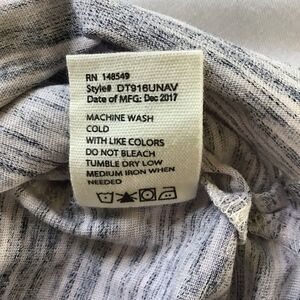 RN 148549
Style# DT916UNAV
Date of MFG: Dec 2017
MACHINE WASH
COLD
WITH LIKE COLORS
DO NOT BLEACH
TUMBLE DRY LOW
MEDIUM IRON WHEN
NEEDED